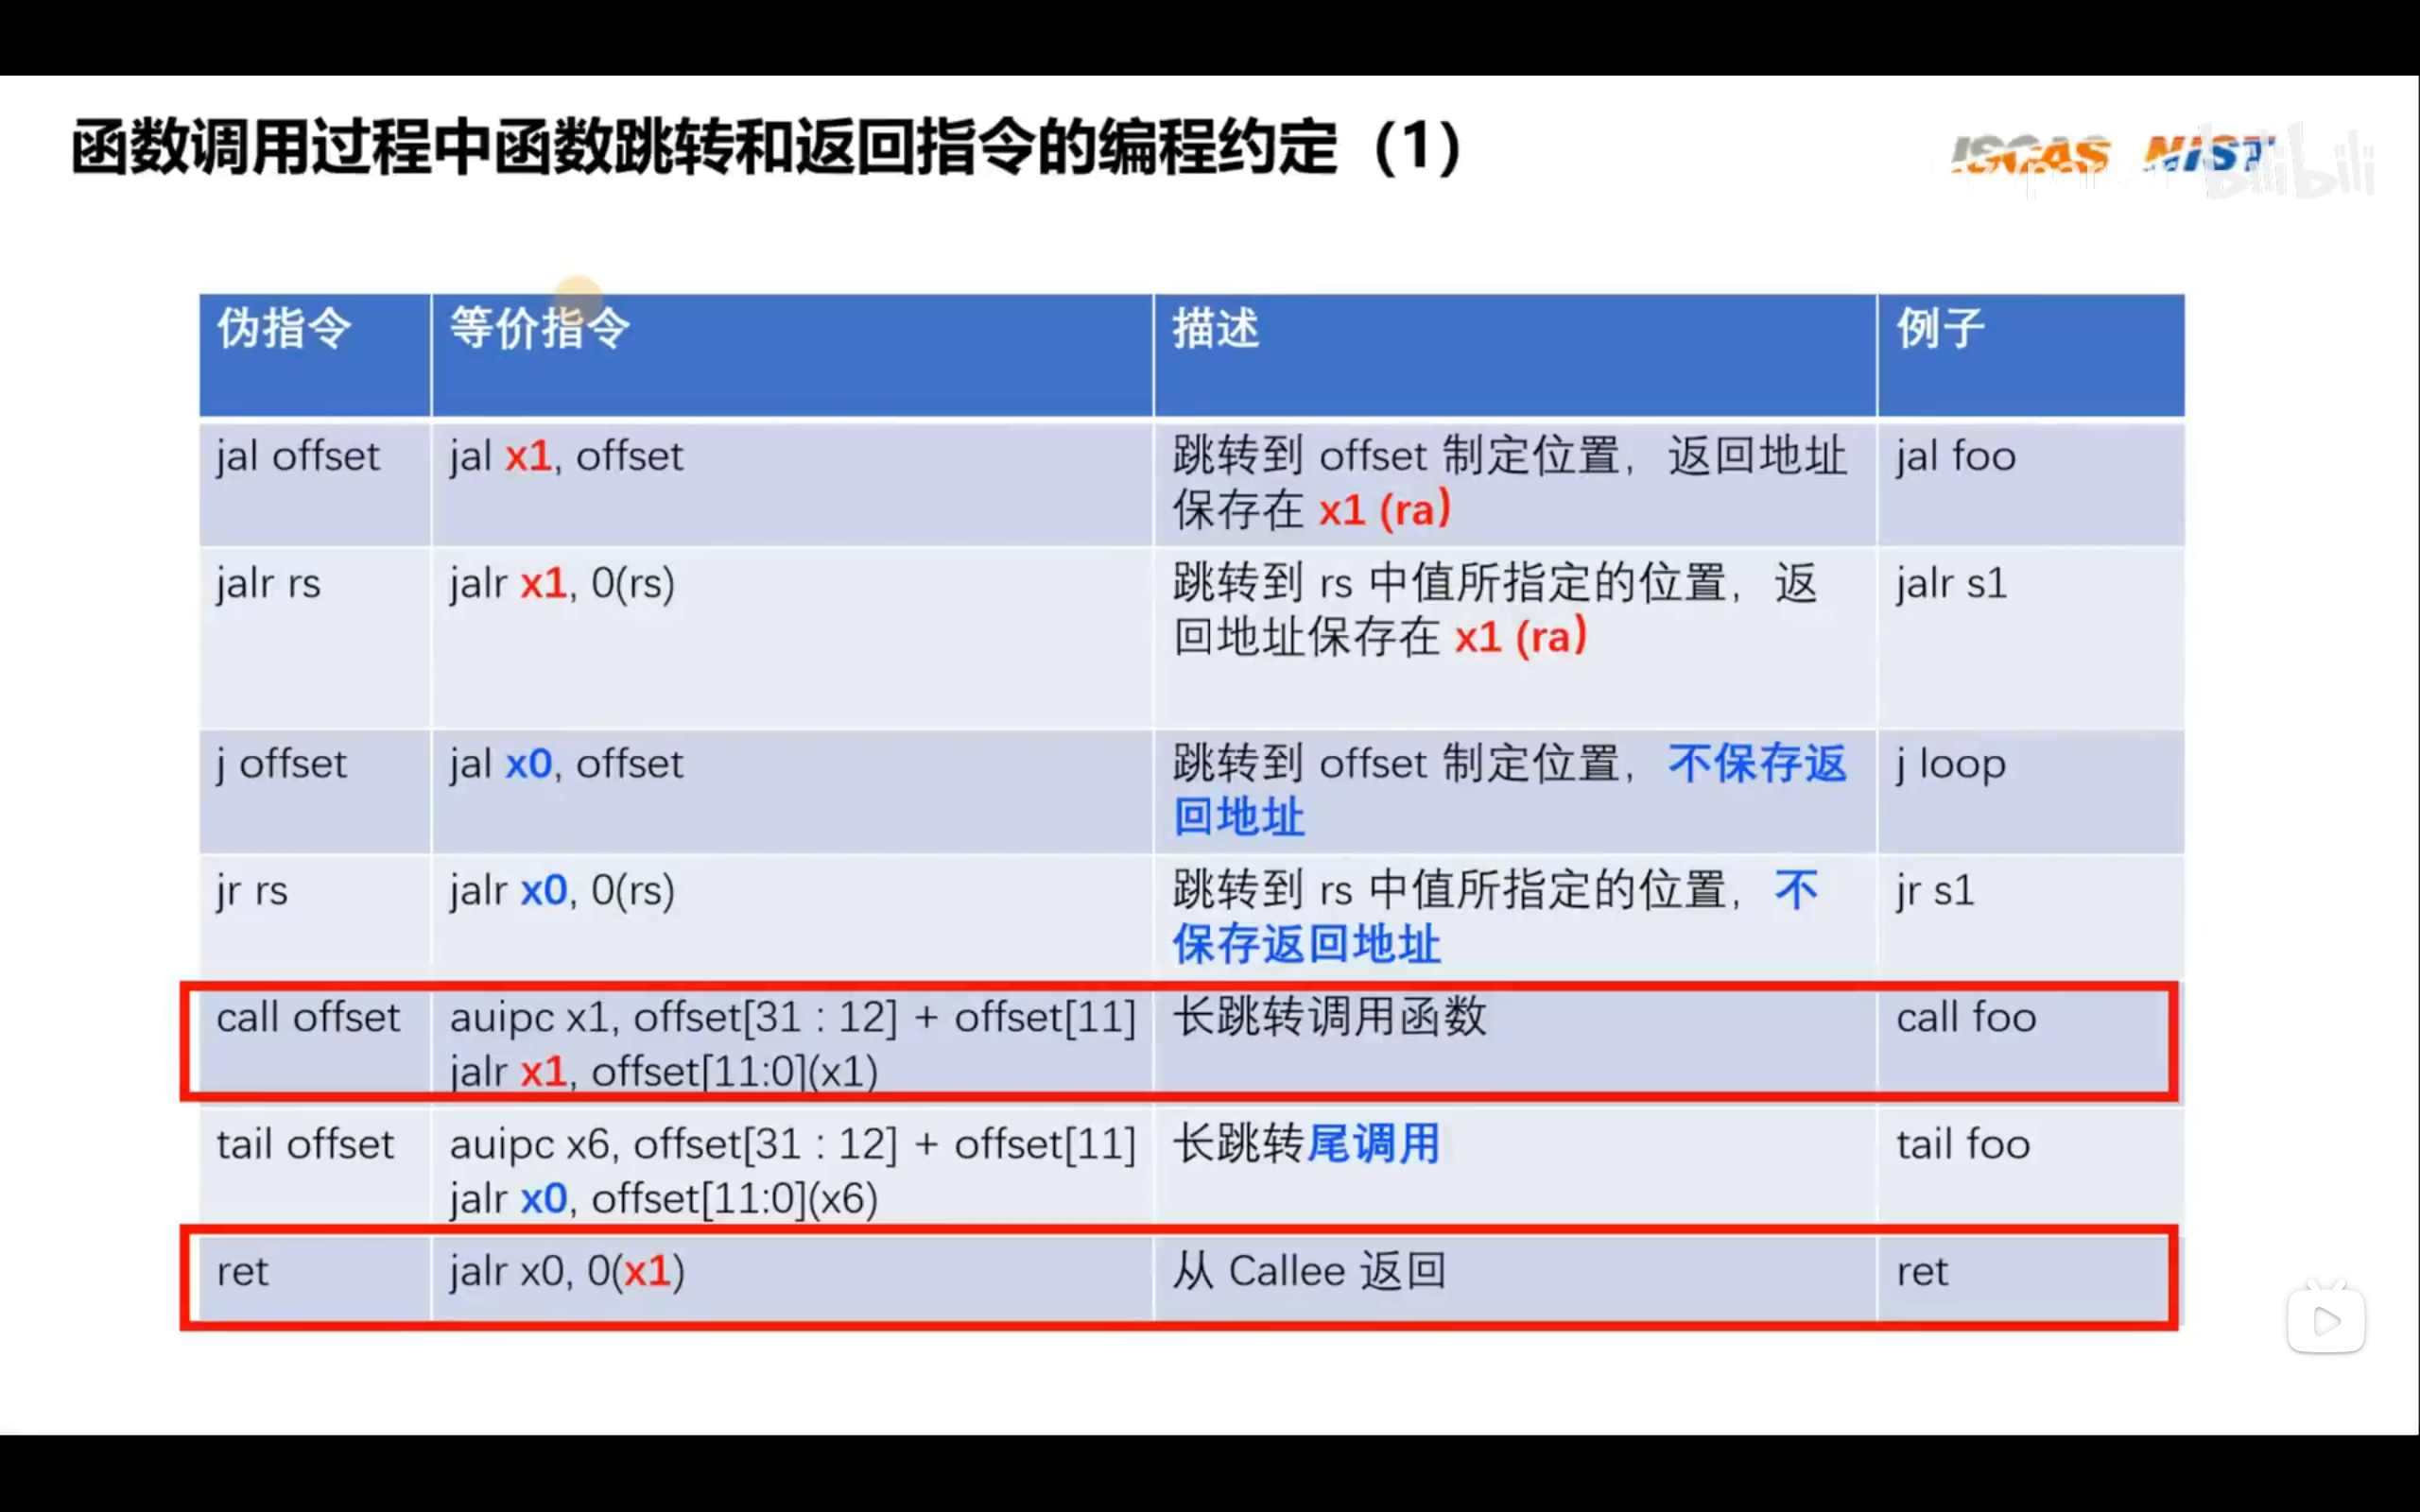 函数调用过程中函数跳转和返回指令的编程约定（1）
ISCAS NIST
bilibili
伪指令 等价指令 描述 例子
jal offset jal x1, offset 跳转到 offset 制定位置，返回地址 jal foo
保存在 x1 (ra)
jalr rs jalr x1, 0(rs) 跳转到 rs 中值所指定的位置，返 jalr s1
回地址保存在 x1 (ra)
j offset jal x0, offset 跳转到 offset 制定位置，不保存返 j loop
回地址
jr rs jalr x0, 0(rs) 跳转到 rs 中值所指定的位置，不 jr s1
保存返回地址
call offset auipc x1, offset[31 : 12] + offset[11] 长跳转调用函数 call foo
jalr x1, offset[11:0](x1)
tail offset auipc x6, offset[31 : 12] + offset[11] 长跳转尾调用 tail foo
jalr x0, offset[11:0](x6)
ret jalr x0, 0(x1) 从 Callee 返回 ret